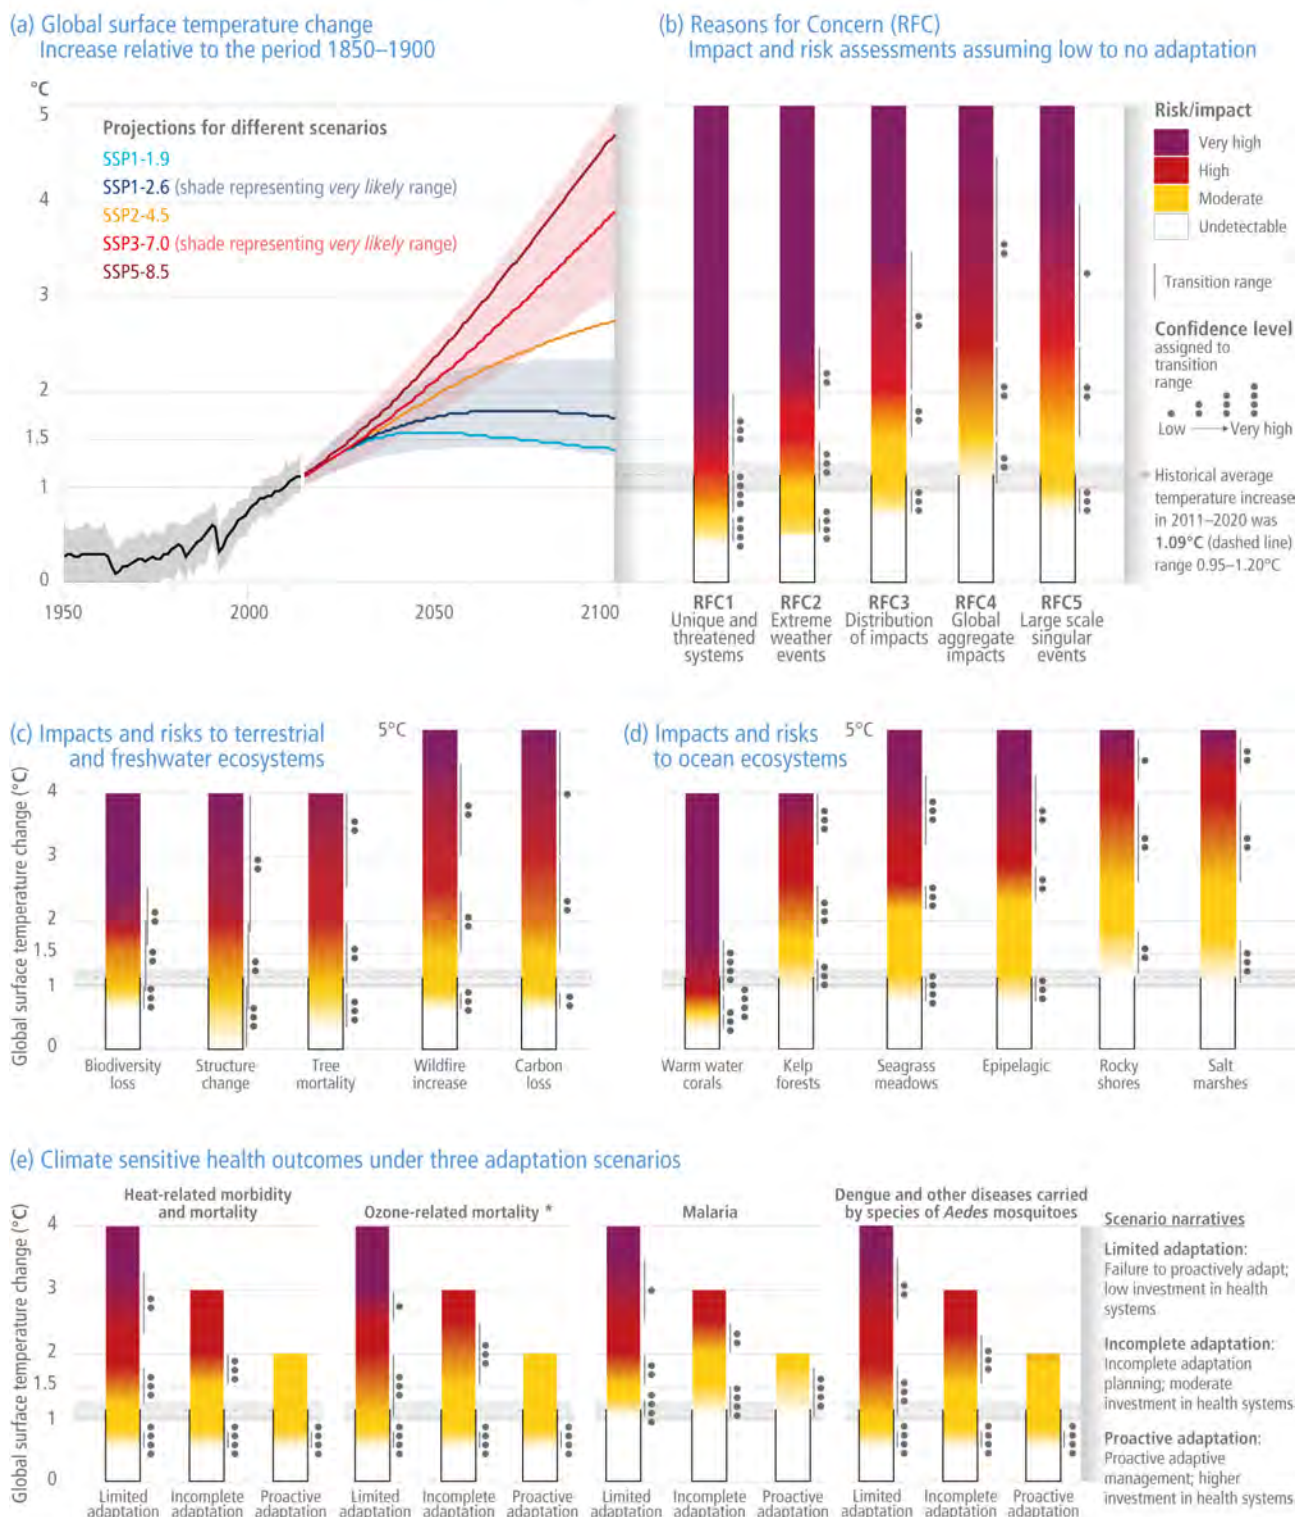 (a) Global surface temperature change
Increase relative to the period 1850–1900
°C
5
4
3
2
1.5
1
0
1950
2000
2050
2100
Projections for different scenarios
SSP1-1.9
SSP1-2.6 (shade representing very likely range)
SSP2-4.5
SSP3-7.0 (shade representing very likely range)
SSP5-8.5
(b) Reasons for Concern (RFC)
Impact and risk assessments assuming low to no adaptation
RFC1
Unique and
threatened
systems
RFC2
Extreme
weather
events
RFC3
Distribution
of impacts
RFC4
Global
aggregate
impacts
RFC5
Large scale
singular
events
Risk/impact
Very high
High
Moderate
Undetectable
Transition range
Confidence level
assigned to
transition
range
Low
Very high
Historical average
temperature increase
in 2011–2020 was
1.09°C (dashed line)
range 0.95–1.20°C
(c) Impacts and risks to terrestrial
and freshwater ecosystems
5°C
Global surface temperature change (°C)
4
3
2
1.5
1
0
Biodiversity
loss
Structure
change
Tree
mortality
Wildfire
increase
Carbon
loss
(d) Impacts and risks
to ocean ecosystems
5°C
Warm water
corals
Kelp
forests
Seagrass
meadows
Epipelagic
Rocky
shores
Salt
marshes
(e) Climate sensitive health outcomes under three adaptation scenarios
Global surface temperature change (°C)
4
3
2
1.5
1
0
Heat-related morbidity
and mortality
Limited
adaptation
Incomplete
adaptation
Proactive
adaptation
Ozone-related mortality *
Limited
adaptation
Incomplete
adaptation
Proactive
adaptation
Malaria
Limited
adaptation
Incomplete
adaptation
Proactive
adaptation
Dengue and other diseases carried
by species of Aedes mosquitoes
Limited
adaptation
Incomplete
adaptation
Proactive
adaptation
Scenario narratives
Limited adaptation:
Failure to proactively adapt;
low investment in health
systems
Incomplete adaptation:
Incomplete adaptation
planning; moderate
investment in health systems
Proactive adaptation:
Proactive adaptive
management; higher
investment in health systems